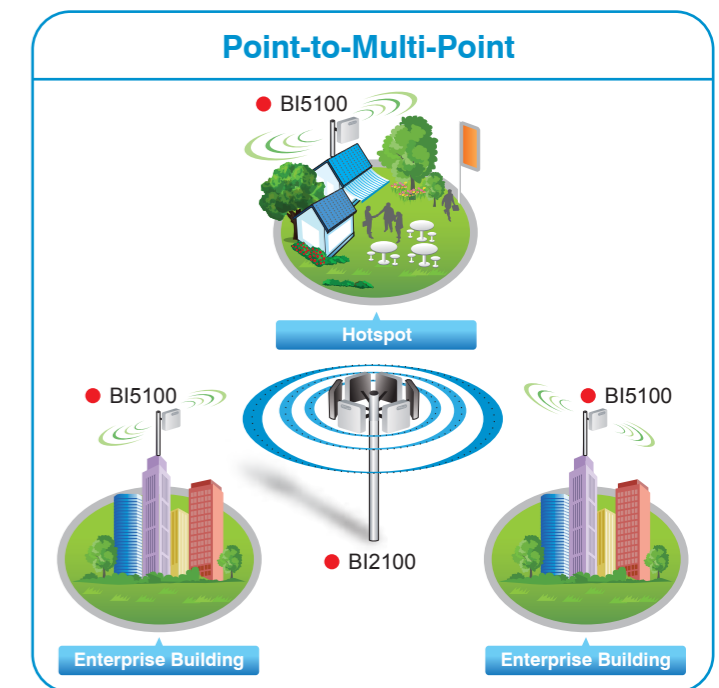 Point-to-Multi-Point
BI5100
Hotspot
BI5100
BI5100
BI2100
Enterprise Building
Enterprise Building